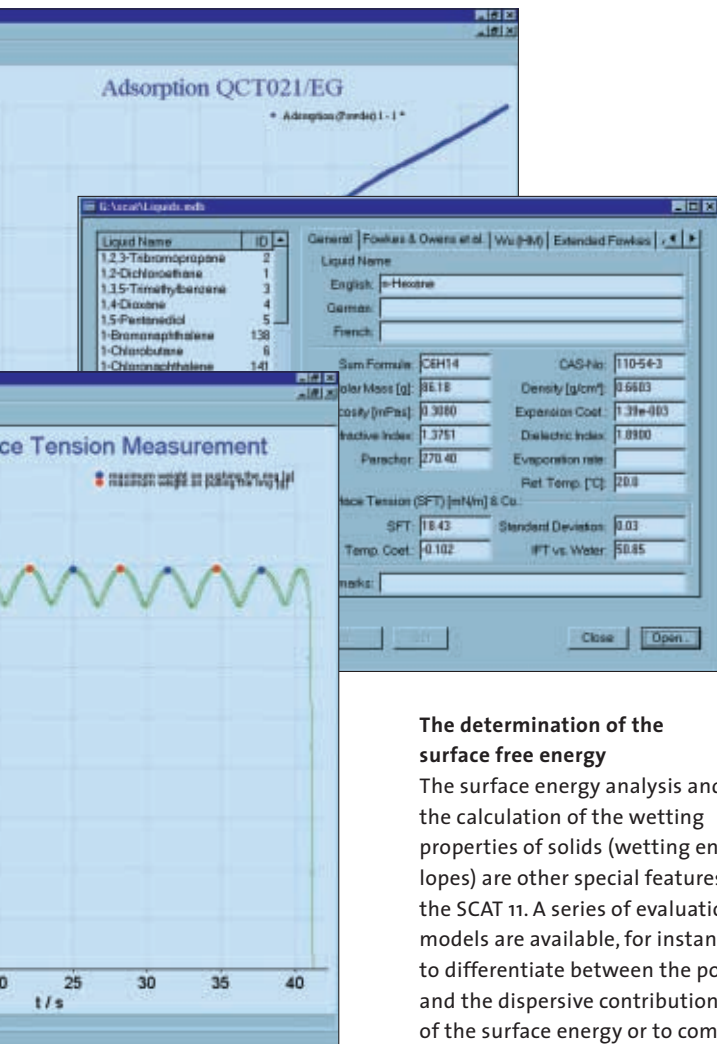 Adsorption QCT021/EG
Adsorption (Powder) 1 - 1 *
G:\scat\Liquids.mdb
Liquid Name ID
1,2,3-Tribromopropane 2
1,2-Dichloroethane 1
1,3,5-Trimethylbenzene 3
1,4-Dioxane 4
1,5-Pentanediol 5
1-Bromonaphthalene 138
1-Chlorobutane 6
1-Chloronaphthalene 141
General Fowkes & Owens et al. Wu (HM) Extended Fowkes
Liquid Name
English: n-Hexane
German:
French:
Sum Formula: C6H14 CAS-No: 110-54-3
olar Mass [g]: 86.18 Density [g/cm³]: 0.6603
cosity [mPas]: 0.3080 Expansion Coef.: 1.39e-003
fractive Index: 1.3751 Dielectric Index: 1.8900
Parachor: 270.40 Evaporation rate:
Ref. Temp. [°C]: 20.0
face Tension (SFT) [mN/m] & Co.:
SFT: 18.43 Standard Deviation: 0.03
Temp. Coef.: -0.102 IFT vs. Water: 50.85
marks:
Close Open...
ce Tension Measurement
maximum weight on pushing the ring [g]
maximum weight on pulling the ring [g]
0 25 30 35 40
t / s
The determination of the
surface free energy
The surface energy analysis and
the calculation of the wetting
properties of solids (wetting en
lopes) are other special features
the SCAT 11. A series of evaluatio
models are available, for instan
to differentiate between the po
and the dispersive contribution
of the surface energy or to com